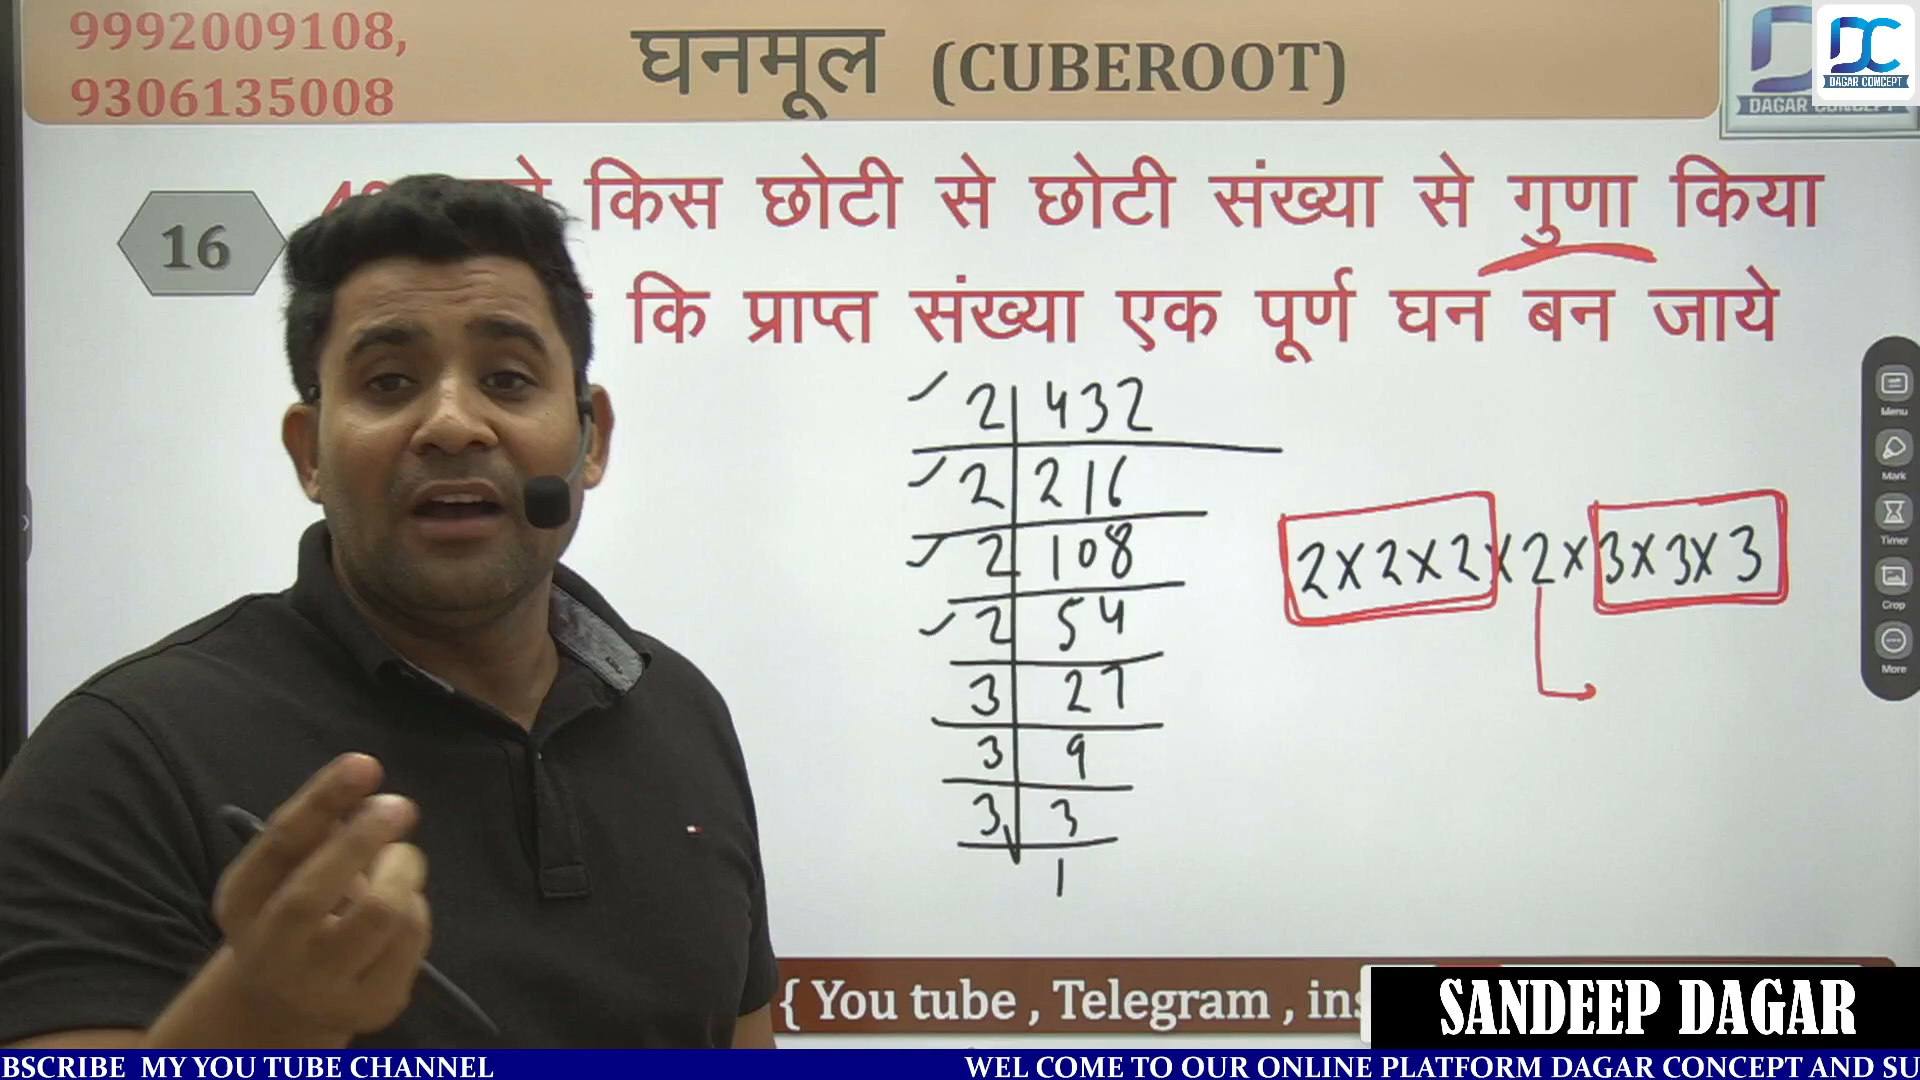 9992009108,
9306135008
घनमूल (CUBEROOT)
DC
DAGAR CONCEPT
DAGAR CONCEPT
16
किस छोटी से छोटी संख्या से गुणा किया
कि प्राप्त संख्या एक पूर्ण घन बन जाये
2 432
2 216
2 108
2 54
3 27
3 9
3 3
1
2×2×2×2×3×3×3
Menu
Mark
Timer
Crop
More
{ You tube , Telegram , ins
SANDEEP DAGAR
BSCRIBE MY YOU TUBE CHANNEL WEL COME TO OUR ONLINE PLATFORM DAGAR CONCEPT AND SU